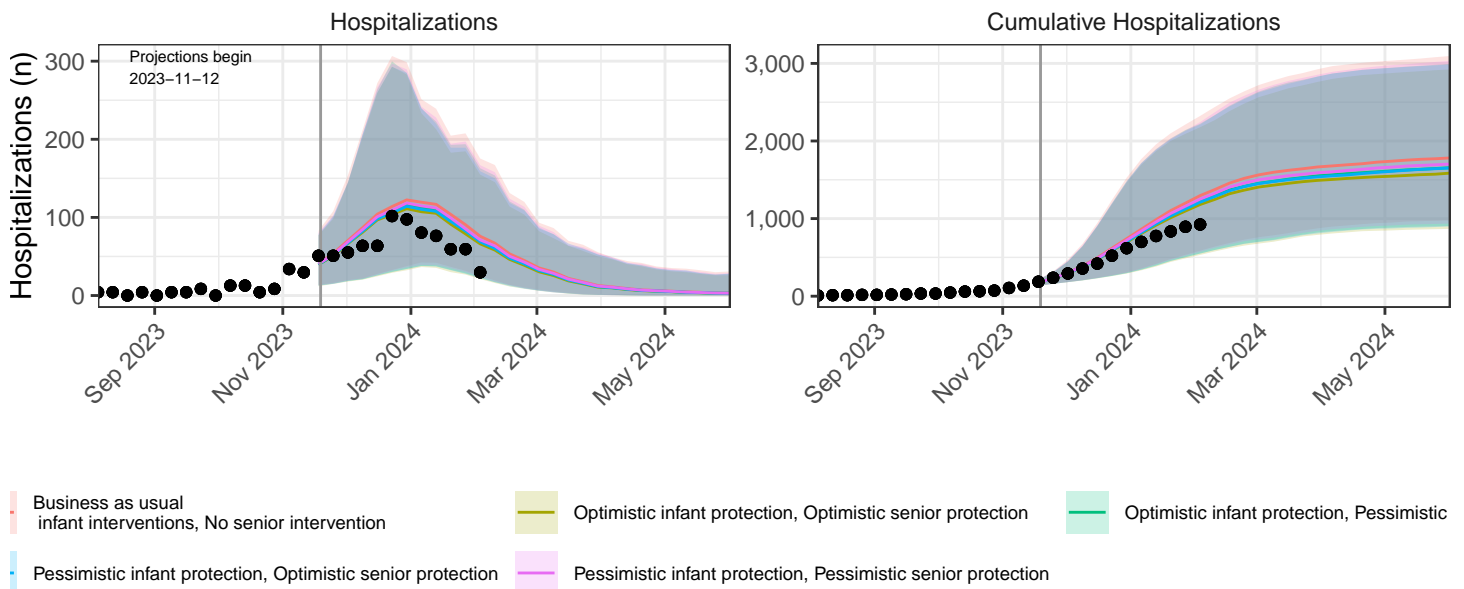 Hospitalizations
Cumulative Hospitalizations
Hospitalizations (n)
300
200
100
0
Projections begin
2023−11−12
Sep 2023
Nov 2023
Jan 2024
Mar 2024
May 2024
3,000
2,000
1,000
0
Sep 2023
Nov 2023
Jan 2024
Mar 2024
May 2024
Business as usual
infant interventions, No senior intervention
Optimistic infant protection, Optimistic senior protection
Optimistic infant protection, Pessimistic
Pessimistic infant protection, Optimistic senior protection
Pessimistic infant protection, Pessimistic senior protection